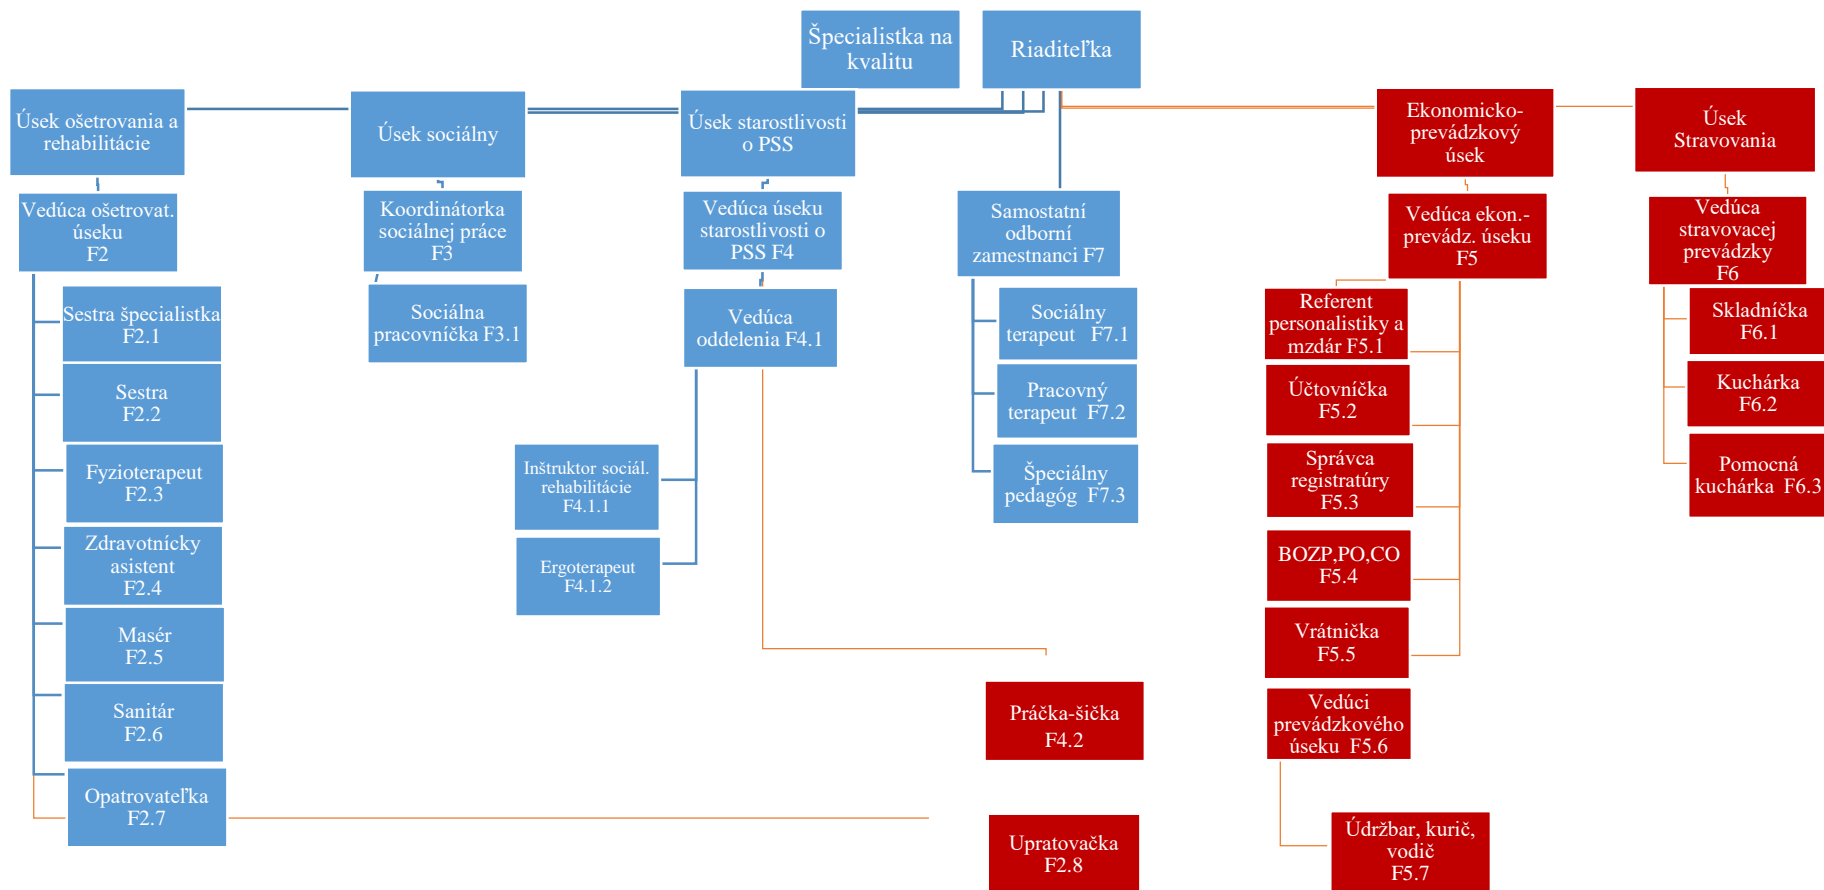 Špecialistka na
kvalitu
Riaditeľka
Úsek ošetrovania a
rehabilitácie
Úsek sociálny
Úsek starostlivosti
o PSS
Ekonomicko-
prevádzkový
úsek
Úsek
Stravovania
Vedúca ošetrovat.
úseku
F2
Koordinátorka
sociálnej práce
F3
Vedúca úseku
starostlivosti o
PSS F4
Samostatní
odborní
zamestnanci F7
Vedúca ekon.-
prevádz. úseku
F5
Vedúca
stravovacej
prevádzky
F6
Sestra špecialistka
F2.1
Sestra
F2.2
Fyzioterapeut
F2.3
Zdravotnícky
asistent
F2.4
Masér
F2.5
Sanitár
F2.6
Opatrovateľka
F2.7
Sociálna
pracovníčka F3.1
Vedúca
oddelenia F4.1
Inštruktor sociál.
rehabilitácie
F4.1.1
Ergoterapeut
F4.1.2
Sociálny
terapeut F7.1
Pracovný
terapeut F7.2
Špeciálny
pedagóg F7.3
Práčka-šička
F4.2
Upratovačka
F2.8
Referent
personalistiky a
mzdár F5.1
Účtovníčka
F5.2
Správca
registratúry
F5.3
BOZP,PO,CO
F5.4
Vrátnička
F5.5
Vedúci
prevádzkového
úseku F5.6
Údržbar, kurič,
vodič
F5.7
Skladníčka
F6.1
Kuchárka
F6.2
Pomocná
kuchárka F6.3